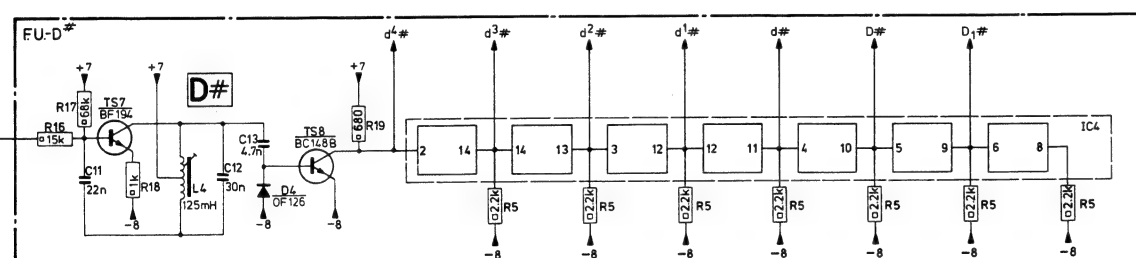 F.U.-D#
d⁴#
d³#
d²#
d¹#
d#
D#
D₁#
+7
+7
D#
+7
R17
68k
TS7
BF194
R16
15k
C11
22n
1k
R18
-8
L4
125mH
C12
30n
C13
4.7n
D4
OF126
-8
TS8
BC148B
-8
680
R19
IC4
2
14
14
13
3
12
12
11
4
10
5
9
6
8
2.2k
R5
-8
2.2k
R5
-8
2.2k
R5
-8
2.2k
R5
-8
2.2k
R5
-8
2.2k
R5
-8
2.2k
R5
-8